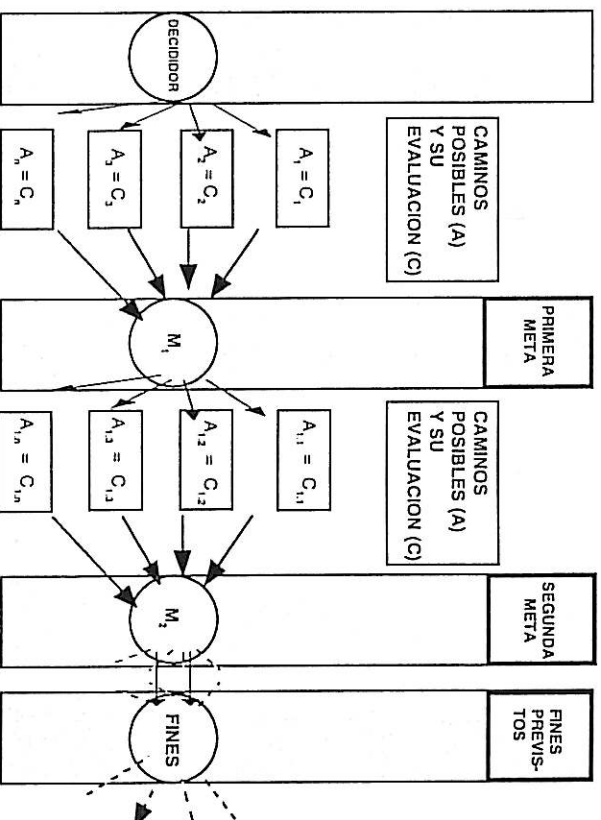 DECIDIDOR
CAMINOS
POSIBLES (A)
Y SU
EVALUACION (C)
A₁ = C₁
A₂ = C₂
A₃ = C₃
Aₙ = Cₙ
PRIMERA
META
M₁
CAMINOS
POSIBLES (A)
Y SU
EVALUACION (C)
A₁.₁ = C₁.₁
A₁.₂ = C₁.₂
A₁.₃ = C₁.₃
A₁.ₙ = C₁.ₙ
SEGUNDA
META
M₂
FINES
PREVIS-
TOS
FINES